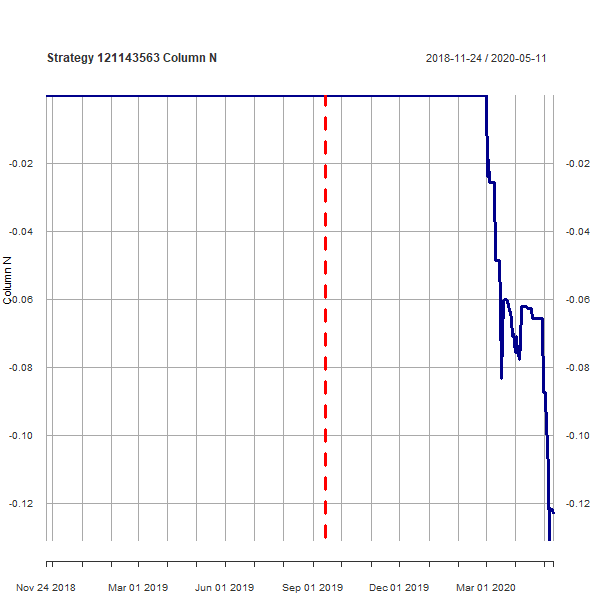 Strategy 121143563 Column N
2018-11-24 / 2020-05-11
-0.02 -0.02
-0.04 -0.04
Column N
-0.06 -0.06
-0.08 -0.08
-0.10 -0.10
-0.12 -0.12
Nov 24 2018 Mar 01 2019 Jun 01 2019 Sep 01 2019 Dec 01 2019 Mar 01 2020